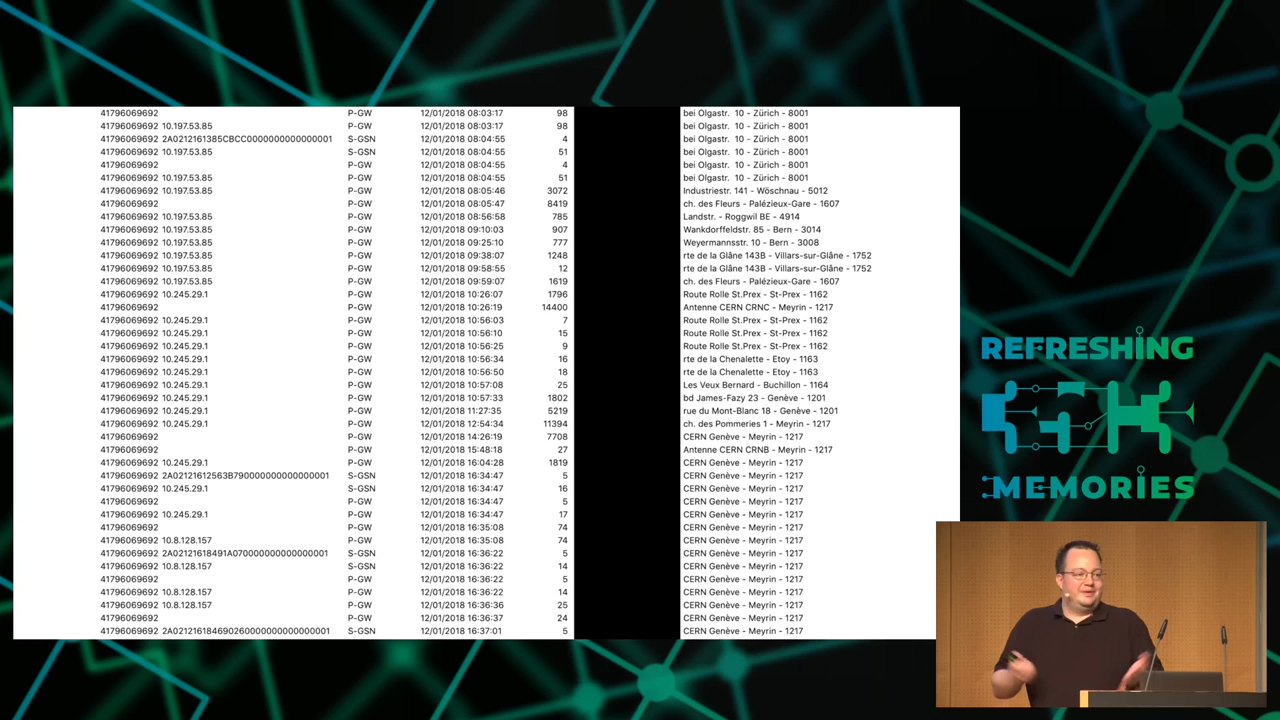 41796069692 P-GW 12/01/2018 08:03:17 98 bei Olgastr. 10 - Zürich - 8001
41796069692 10.197.53.85 P-GW 12/01/2018 08:03:17 98 bei Olgastr. 10 - Zürich - 8001
41796069692 2A0212161385CBCC0000000000000001 S-GSN 12/01/2018 08:04:55 4 bei Olgastr. 10 - Zürich - 8001
41796069692 10.197.53.85 S-GSN 12/01/2018 08:04:55 51 bei Olgastr. 10 - Zürich - 8001
41796069692 P-GW 12/01/2018 08:04:55 4 bei Olgastr. 10 - Zürich - 8001
41796069692 10.197.53.85 P-GW 12/01/2018 08:04:55 51 bei Olgastr. 10 - Zürich - 8001
41796069692 10.197.53.85 P-GW 12/01/2018 08:05:46 3072 Industriestr. 141 - Wöschnau - 5012
41796069692 P-GW 12/01/2018 08:05:47 8419 ch. des Fleurs - Palézieux-Gare - 1607
41796069692 10.197.53.85 P-GW 12/01/2018 08:56:58 785 Landstr. - Roggwil BE - 4914
41796069692 10.197.53.85 P-GW 12/01/2018 09:10:03 907 Wankdorffeldstr. 85 - Bern - 3014
41796069692 10.197.53.85 P-GW 12/01/2018 09:25:10 777 Weyermannsstr. 10 - Bern - 3008
41796069692 10.197.53.85 P-GW 12/01/2018 09:38:07 1248 rte de la Glâne 143B - Villars-sur-Glâne - 1752
41796069692 10.197.53.85 P-GW 12/01/2018 09:58:55 12 rte de la Glâne 143B - Villars-sur-Glâne - 1752
41796069692 10.197.53.85 P-GW 12/01/2018 09:59:07 1619 ch. des Fleurs - Palézieux-Gare - 1607
41796069692 10.245.29.1 P-GW 12/01/2018 10:26:07 1796 Route Rolle St.Prex - St-Prex - 1162
41796069692 P-GW 12/01/2018 10:26:19 14400 Antenne CERN CRNC - Meyrin - 1217
41796069692 10.245.29.1 P-GW 12/01/2018 10:56:03 7 Route Rolle St.Prex - St-Prex - 1162
41796069692 10.245.29.1 P-GW 12/01/2018 10:56:10 15 Route Rolle St.Prex - St-Prex - 1162
41796069692 10.245.29.1 P-GW 12/01/2018 10:56:25 9 Route Rolle St.Prex - St-Prex - 1162
41796069692 10.245.29.1 P-GW 12/01/2018 10:56:34 16 rte de la Chenalette - Etoy - 1163
41796069692 10.245.29.1 P-GW 12/01/2018 10:56:50 18 rte de la Chenalette - Etoy - 1163
41796069692 10.245.29.1 P-GW 12/01/2018 10:57:08 25 Les Veux Bernard - Buchillon - 1164
41796069692 10.245.29.1 P-GW 12/01/2018 10:57:33 1802 bd James-Fazy 23 - Genève - 1201
41796069692 10.245.29.1 P-GW 12/01/2018 11:27:35 5219 rue du Mont-Blanc 18 - Genève - 1201
41796069692 10.245.29.1 P-GW 12/01/2018 12:54:34 11394 ch. des Pommeries 1 - Meyrin - 1217
41796069692 P-GW 12/01/2018 14:26:19 7708 CERN Genève - Meyrin - 1217
41796069692 P-GW 12/01/2018 15:48:18 27 Antenne CERN CRNB - Meyrin - 1217
41796069692 10.245.29.1 P-GW 12/01/2018 16:04:28 1819 CERN Genève - Meyrin - 1217
41796069692 2A02121612563B790000000000000001 S-GSN 12/01/2018 16:34:47 5 CERN Genève - Meyrin - 1217
41796069692 10.245.29.1 S-GSN 12/01/2018 16:34:47 16 CERN Genève - Meyrin - 1217
41796069692 P-GW 12/01/2018 16:34:47 5 CERN Genève - Meyrin - 1217
41796069692 10.245.29.1 P-GW 12/01/2018 16:34:47 17 CERN Genève - Meyrin - 1217
41796069692 P-GW 12/01/2018 16:35:08 74 CERN Genève - Meyrin - 1217
41796069692 10.8.128.157 P-GW 12/01/2018 16:35:08 74 CERN Genève - Meyrin - 1217
41796069692 2A02121618491A070000000000000001 S-GSN 12/01/2018 16:36:22 5 CERN Genève - Meyrin - 1217
41796069692 10.8.128.157 S-GSN 12/01/2018 16:36:22 14 CERN Genève - Meyrin - 1217
41796069692 P-GW 12/01/2018 16:36:22 5 CERN Genève - Meyrin - 1217
41796069692 10.8.128.157 P-GW 12/01/2018 16:36:22 14 CERN Genève - Meyrin - 1217
41796069692 10.8.128.157 P-GW 12/01/2018 16:36:36 25 CERN Genève - Meyrin - 1217
41796069692 P-GW 12/01/2018 16:36:37 24 CERN Genève - Meyrin - 1217
41796069692 2A021216184690260000000000000001 S-GSN 12/01/2018 16:37:01 5 CERN Genève - Meyrin - 1217
REFRESHING
MEMORIES